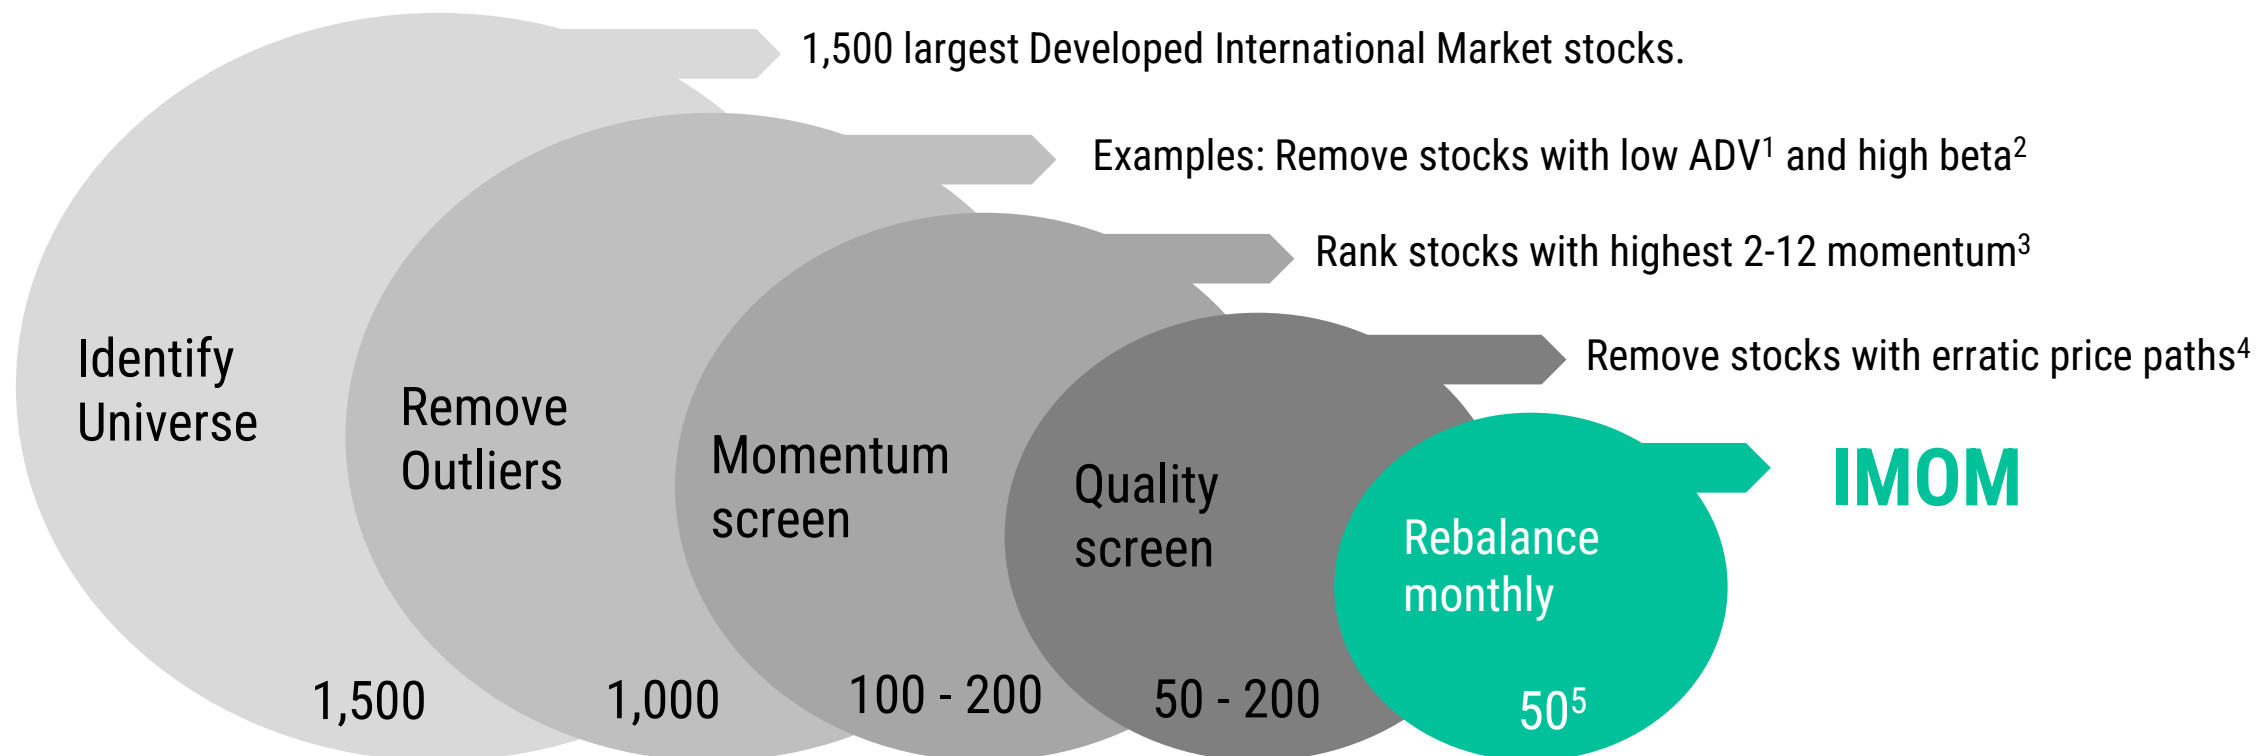 1,500 largest Developed International Market stocks.
Examples: Remove stocks with low ADV¹ and high beta²
Rank stocks with highest 2-12 momentum³
Remove stocks with erratic price paths⁴
IMOM
Identify
Universe
1,500
Remove
Outliers
1,000
Momentum
screen
100 - 200
Quality
screen
50 - 200
Rebalance
monthly
50⁵